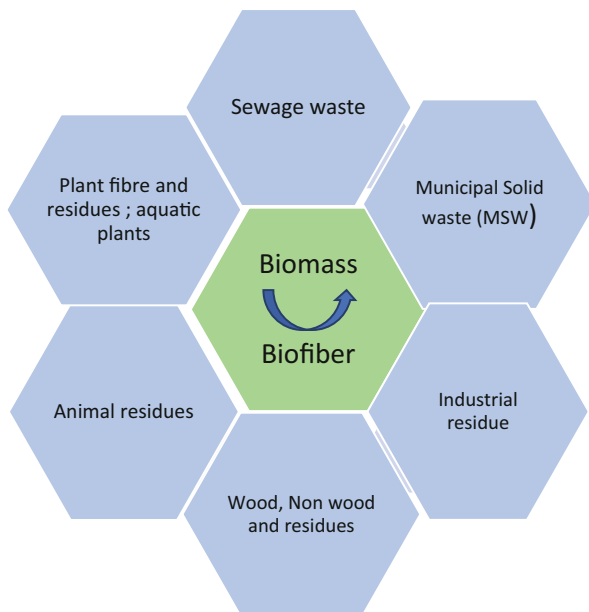 Sewage waste
Plant fibre and
residues ; aquatic
plants
Municipal Solid
waste (MSW)
Biomass
Biofiber
Animal residues
Industrial
residue
Wood, Non wood
and residues